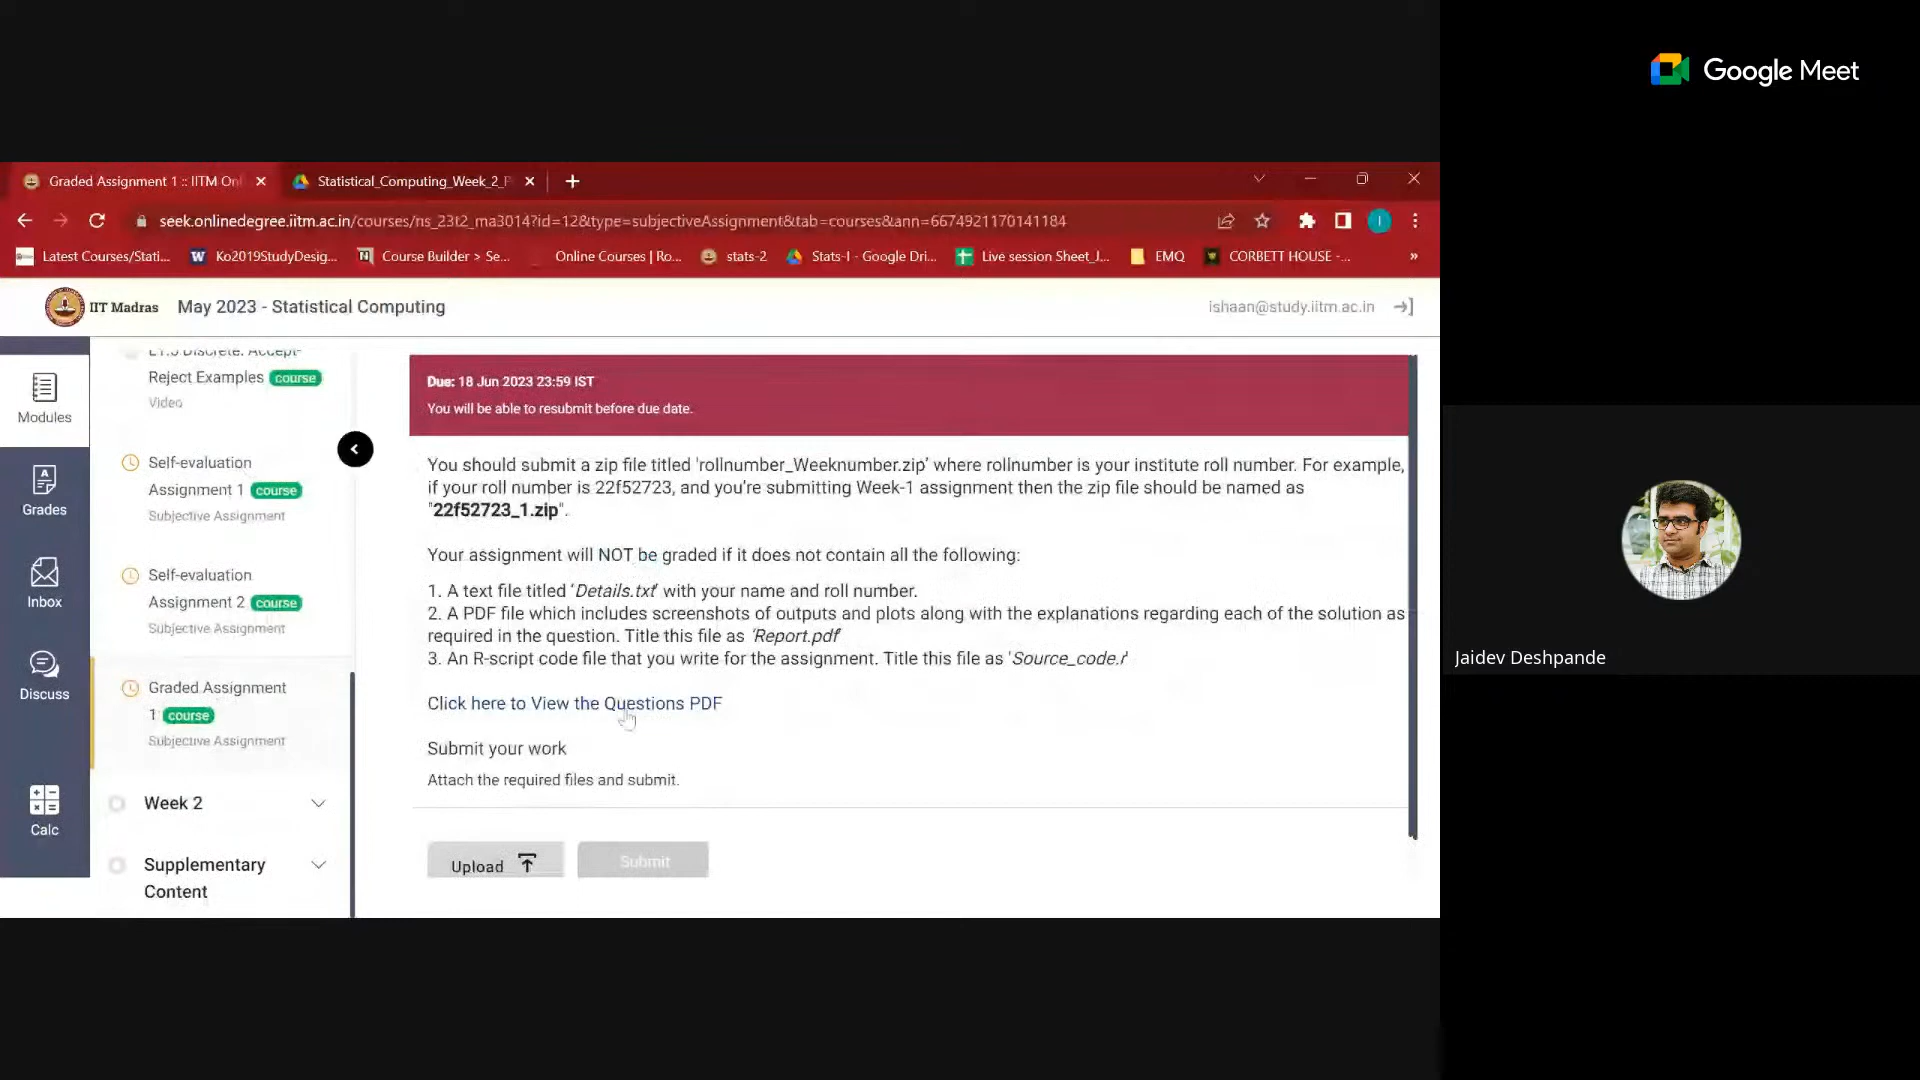 Google Meet
Graded Assignment 1 :: IITM Onl
Statistical_Computing_Week_2_P
seek.onlinedegree.iitm.ac.in/courses/ns_23t2_ma3014?id=12&type=subjectiveAssignment&tab=courses&ann=6674921170141184
Latest Courses/Stati... Ko2019StudyDesig... Course Builder > Se... Online Courses | Ro... stats-2 Stats-I - Google Dri... Live session Sheet_J... EMQ CORBETT HOUSE -... »
IIT Madras May 2023 - Statistical Computing ishaan@study.iitm.ac.in
Modules
Grades
Inbox
Discuss
Calc
L1.5 Discrete: Accept-
Reject Examples course
Video
Self-evaluation
Assignment 1 course
Subjective Assignment
Self-evaluation
Assignment 2 course
Subjective Assignment
Graded Assignment
1 course
Subjective Assignment
Week 2
Supplementary
Content
Due: 18 Jun 2023 23:59 IST
You will be able to resubmit before due date.
You should submit a zip file titled 'rollnumber_Weeknumber.zip' where rollnumber is your institute roll number. For example,
if your roll number is 22f52723, and you're submitting Week-1 assignment then the zip file should be named as
"22f52723_1.zip".
Your assignment will NOT be graded if it does not contain all the following:
1. A text file titled 'Details.txt' with your name and roll number.
2. A PDF file which includes screenshots of outputs and plots along with the explanations regarding each of the solution as
required in the question. Title this file as 'Report.pdf'
3. An R-script code file that you write for the assignment. Title this file as 'Source_code.r'
Click here to View the Questions PDF
Submit your work
Attach the required files and submit.
Upload Submit
Jaidev Deshpande